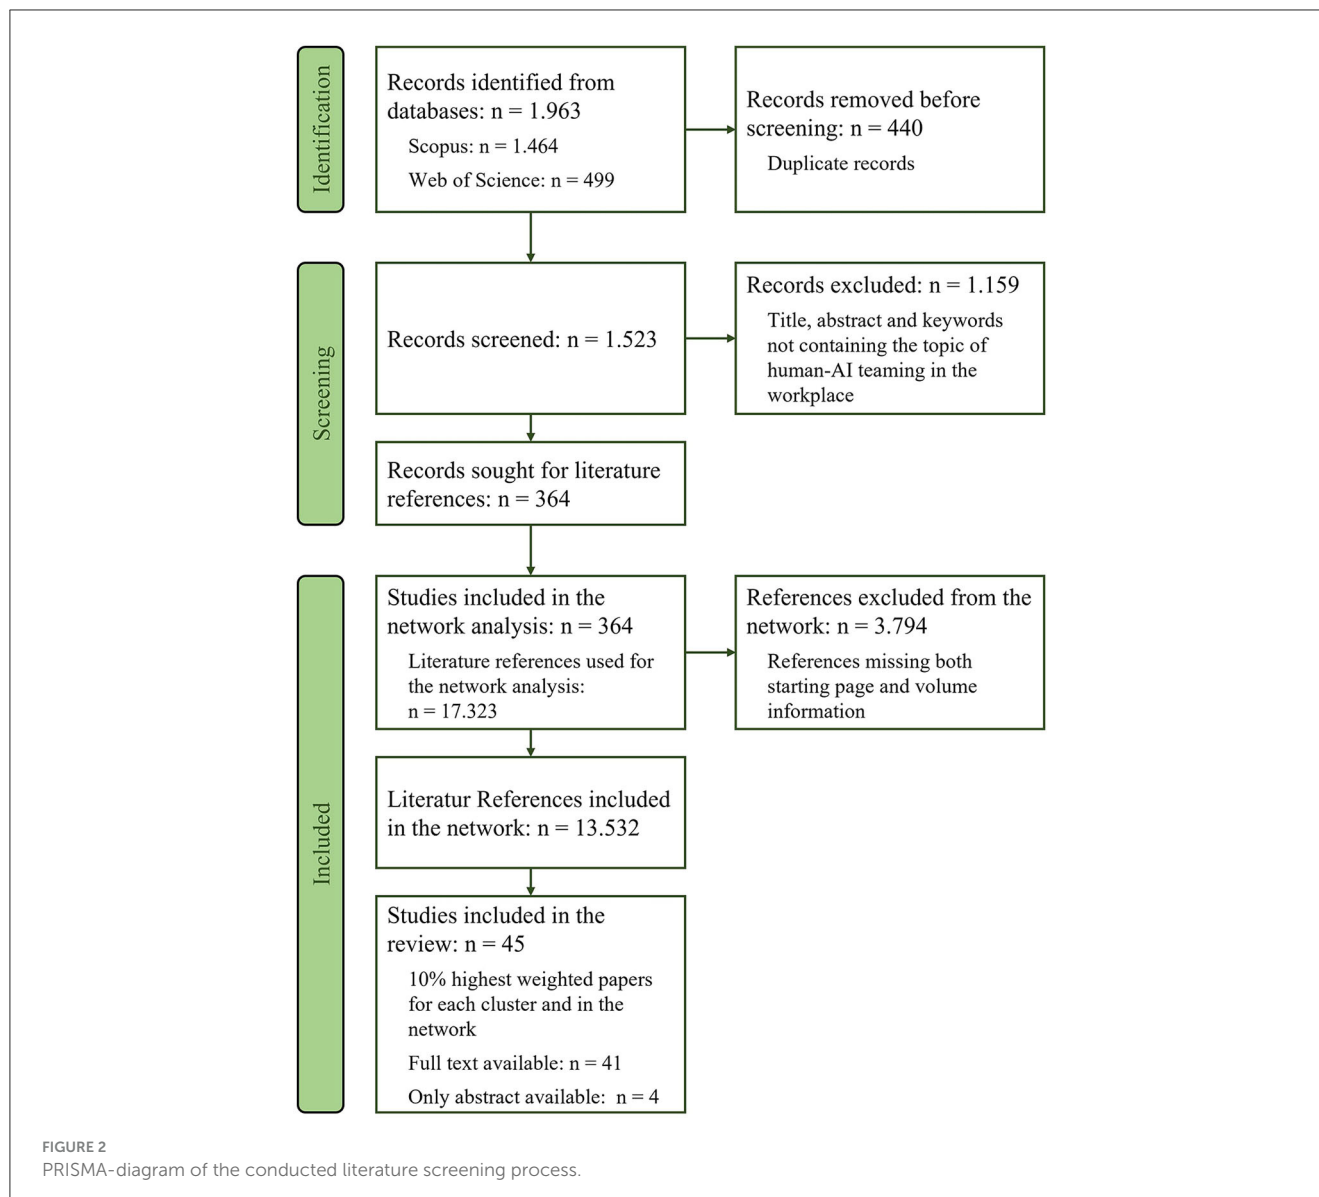 Identification
Records identified from
databases: n = 1.963
Scopus: n = 1.464
Web of Science: n = 499
Records removed before
screening: n = 440
Duplicate records
Screening
Records screened: n = 1.523
Records excluded: n = 1.159
Title, abstract and keywords
not containing the topic of
human-AI teaming in the
workplace
Records sought for literature
references: n = 364
Included
Studies included in the
network analysis: n = 364
Literature references used for
the network analysis:
n = 17.323
References excluded from the
network: n = 3.794
References missing both
starting page and volume
information
Literatur References included
in the network: n = 13.532
Studies included in the
review: n = 45
10% highest weighted papers
for each cluster and in the
network
Full text available: n = 41
Only abstract available: n = 4
FIGURE 2
PRISMA-diagram of the conducted literature screening process.